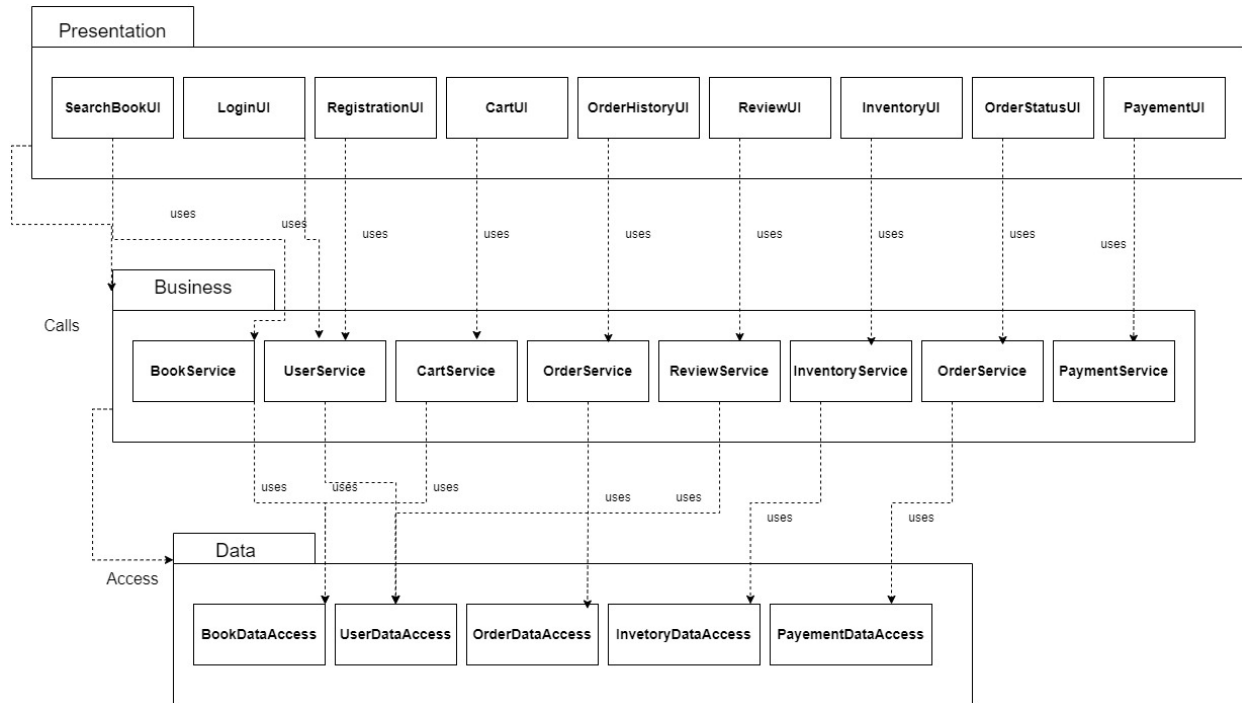 Presentation
SearchBookUI
LoginUI
RegistrationUI
CartUI
OrderHistoryUI
ReviewUI
InventoryUI
OrderStatusUI
PayementUI
uses
uses
uses
uses
uses
uses
uses
uses
uses
Business
Calls
BookService
UserService
CartService
OrderService
ReviewService
InventoryService
OrderService
PaymentService
uses
uses
uses
uses
uses
uses
uses
Data
Access
BookDataAccess
UserDataAccess
OrderDataAccess
InvetoryDataAccess
PayementDataAccess